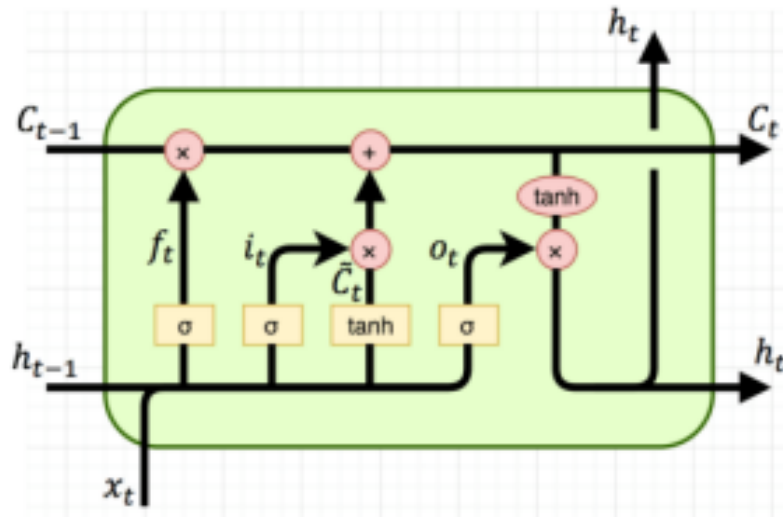 h_t
C_{t-1} × + C_t
tanh
f_t i_t × o_t ×
C̃_t
σ σ tanh σ
h_{t-1} h_t
x_t